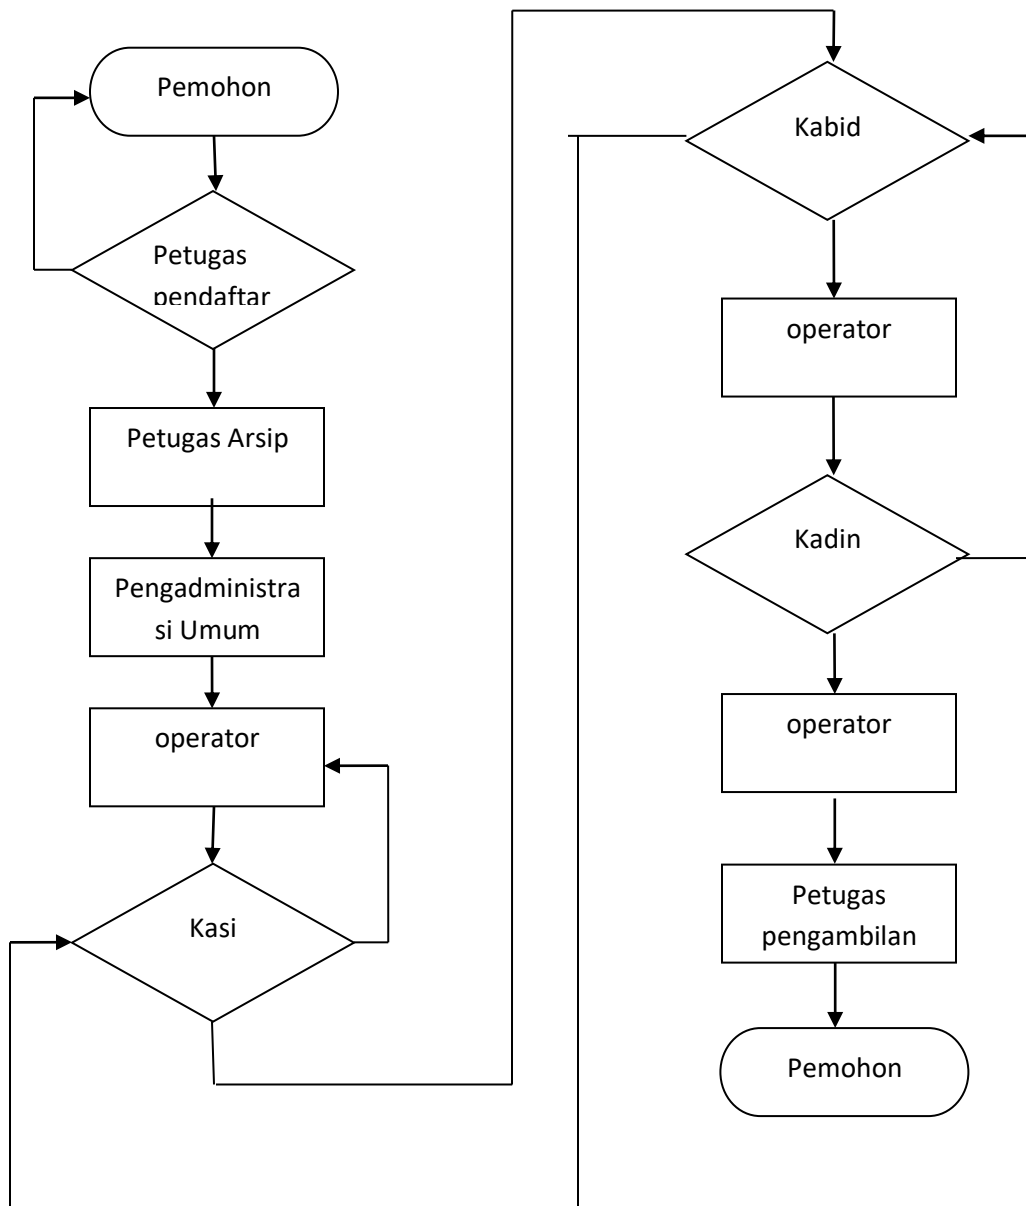 Pemohon
Petugas
pendaftar
Petugas Arsip
Pengadministra
si Umum
operator
Kasi
Kabid
operator
Kadin
operator
Petugas
pengambilan
Pemohon